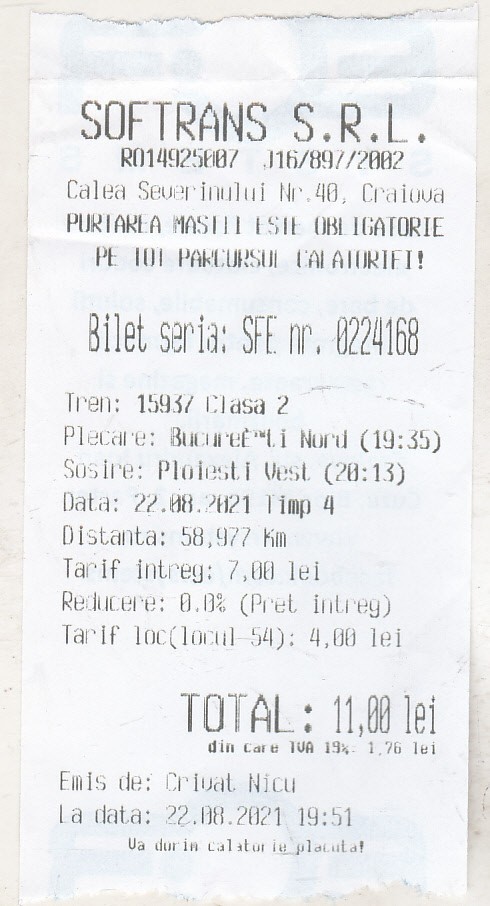 SOFTRANS S.R.L.
RO14925007 J16/897/2002
Calea Severinului Nr.40, Craiova
PURTAREA MASTII ESTE OBLIGATORIE
PE TOT PARCURSUL CALATORIEI!
Bilet seria: SFE nr. 0224168
Tren: 15937 Clasa 2
Plecare: BucureÈ™ti Nord (19:35)
Sosire: Ploiesti Vest (20:13)
Data: 22.08.2021 Timp 4
Distanta: 58,977 Km
Tarif intreg: 7,00 lei
Reducere: 0.0% (Pret intreg)
Tarif loc(locul-54): 4,00 lei
TOTAL: 11,00 lei
din care TVA 19%: 1,76 lei
Emis de: Crivat Nicu
La data: 22.08.2021 19:51
Va dorim calatorie placuta!